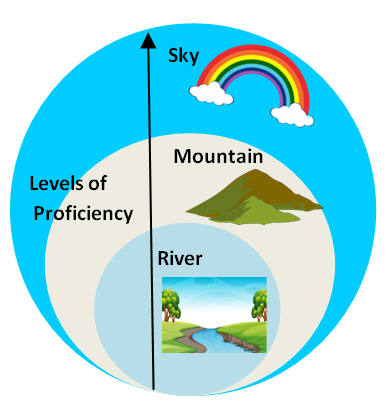 Sky
Mountain
Levels of
Proficiency
River